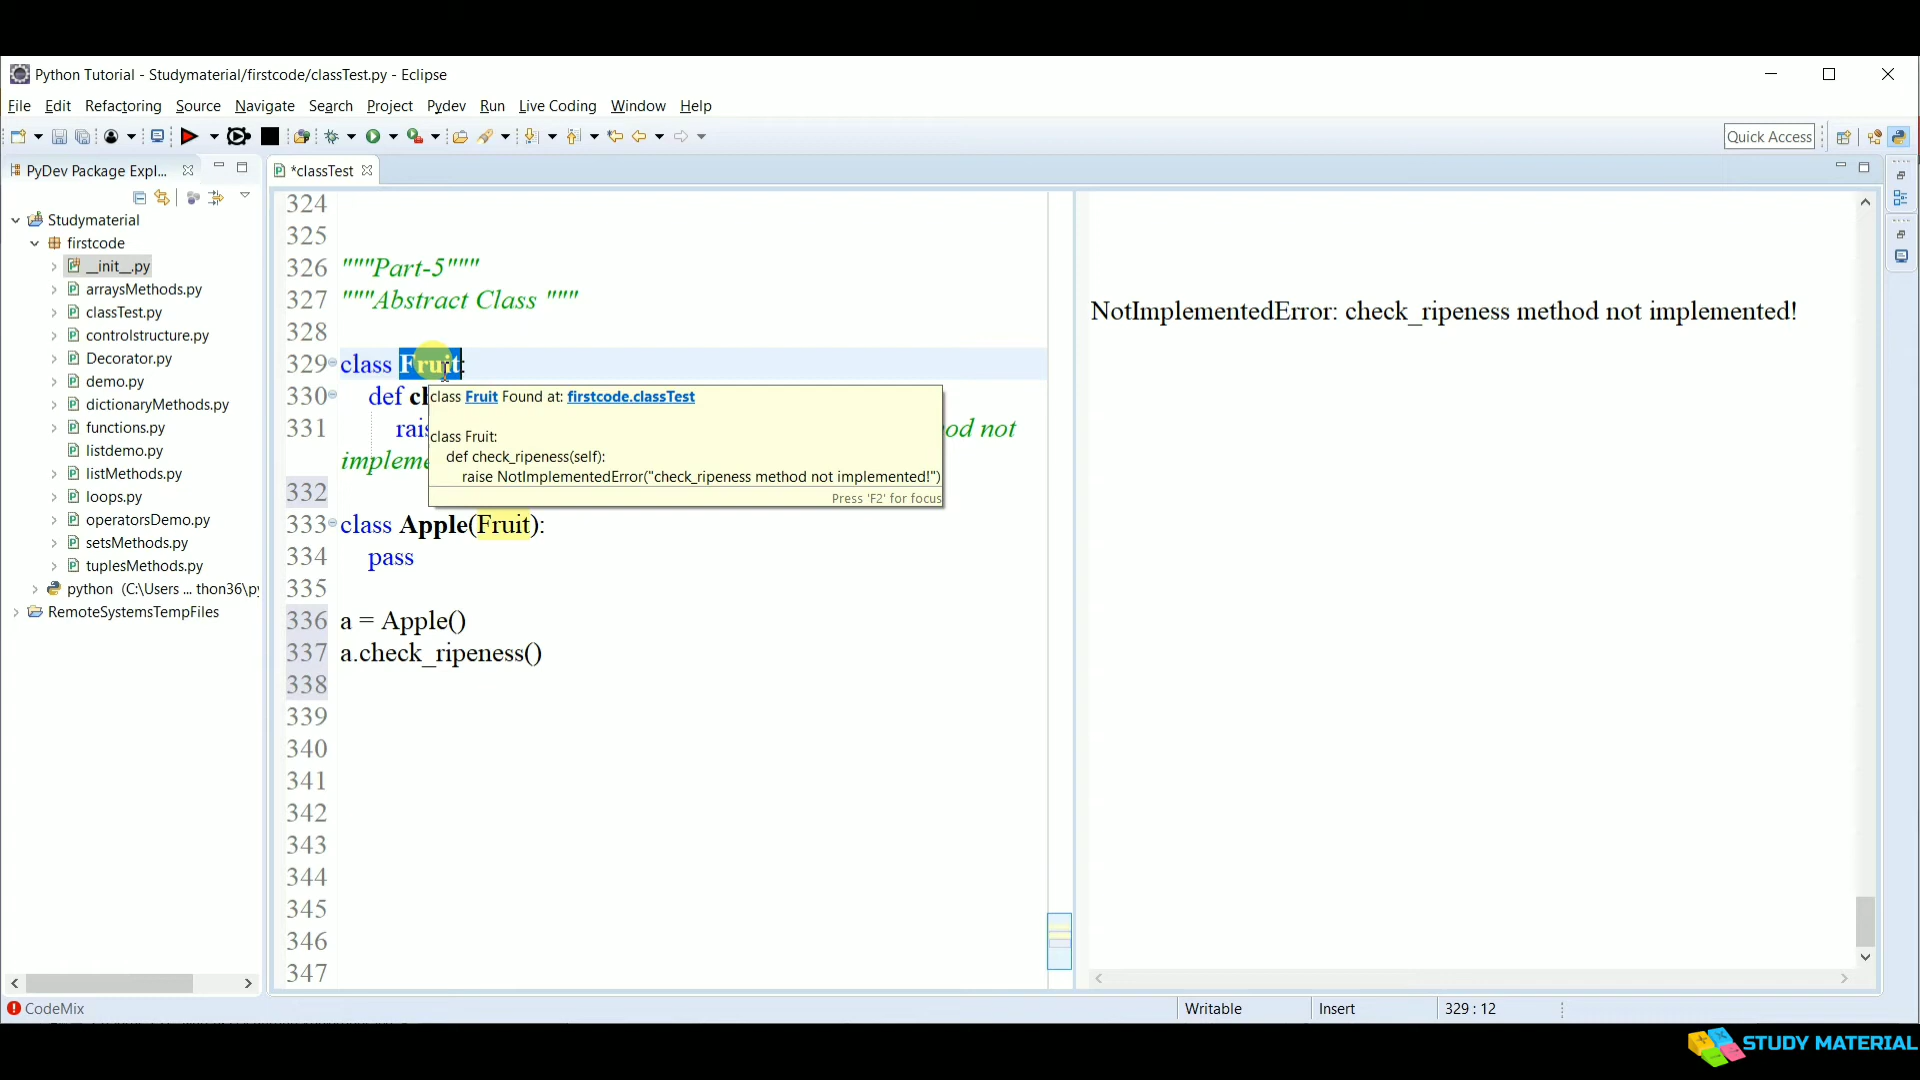 Python Tutorial - Studymaterial/firstcode/classTest.py - Eclipse
File Edit Refactoring Source Navigate Search Project Pydev Run Live Coding Window Help
Quick Access
PyDev Package Expl...
*classTest
Studymaterial
firstcode
__init__.py
arraysMethods.py
classTest.py
controlstructure.py
Decorator.py
demo.py
dictionaryMethods.py
functions.py
listdemo.py
listMethods.py
loops.py
operatorsDemo.py
setsMethods.py
tuplesMethods.py
python (C:\Users ... thon36\py
RemoteSystemsTempFiles
324
325
326 """Part-5"""
327 """Abstract Class """
328
329 class Fruit:
330 def
331
od not
332
333 class Apple(Fruit):
334 pass
335
336 a = Apple()
337 a.check_ripeness()
338
339
340
341
342
343
344
345
346
347
class Fruit Found at: firstcode.classTest
class Fruit:
def check_ripeness(self):
raise NotImplementedError("check_ripeness method not implemented!")
Press 'F2' for focus
NotImplementedError: check_ripeness method not implemented!
CodeMix
Writable
Insert
329 : 12
STUDY MATERIAL